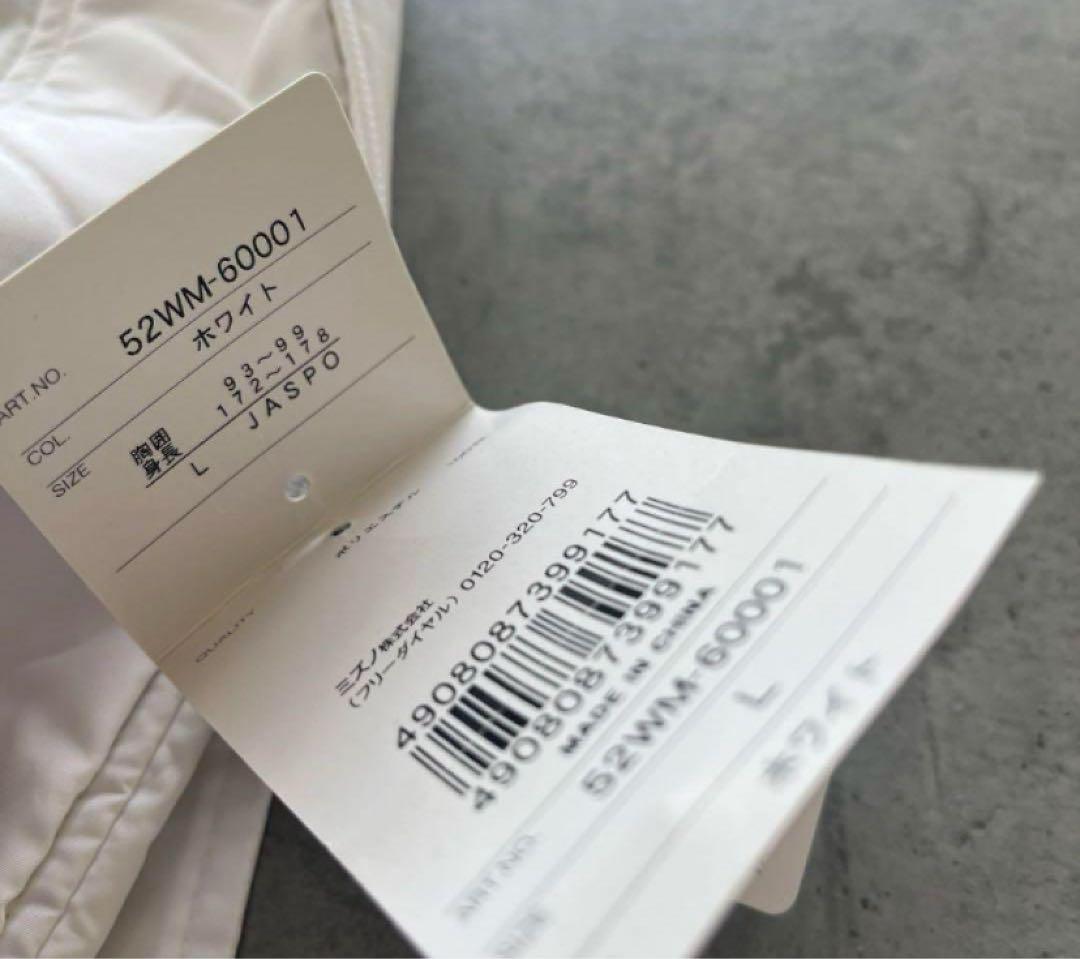 ART.NO. 52WM-60001
COL. ホワイト
SIZE 胸囲 93～99
身長 172～178
L JASPO
QUALITY ポリエステル
ミズノ株式会社
(フリーダイヤル) 0120-320-799
4908087399177
4908087399177
MADE IN CHINA
ART.NO 52WM-60001
SIZE L
ホワイト